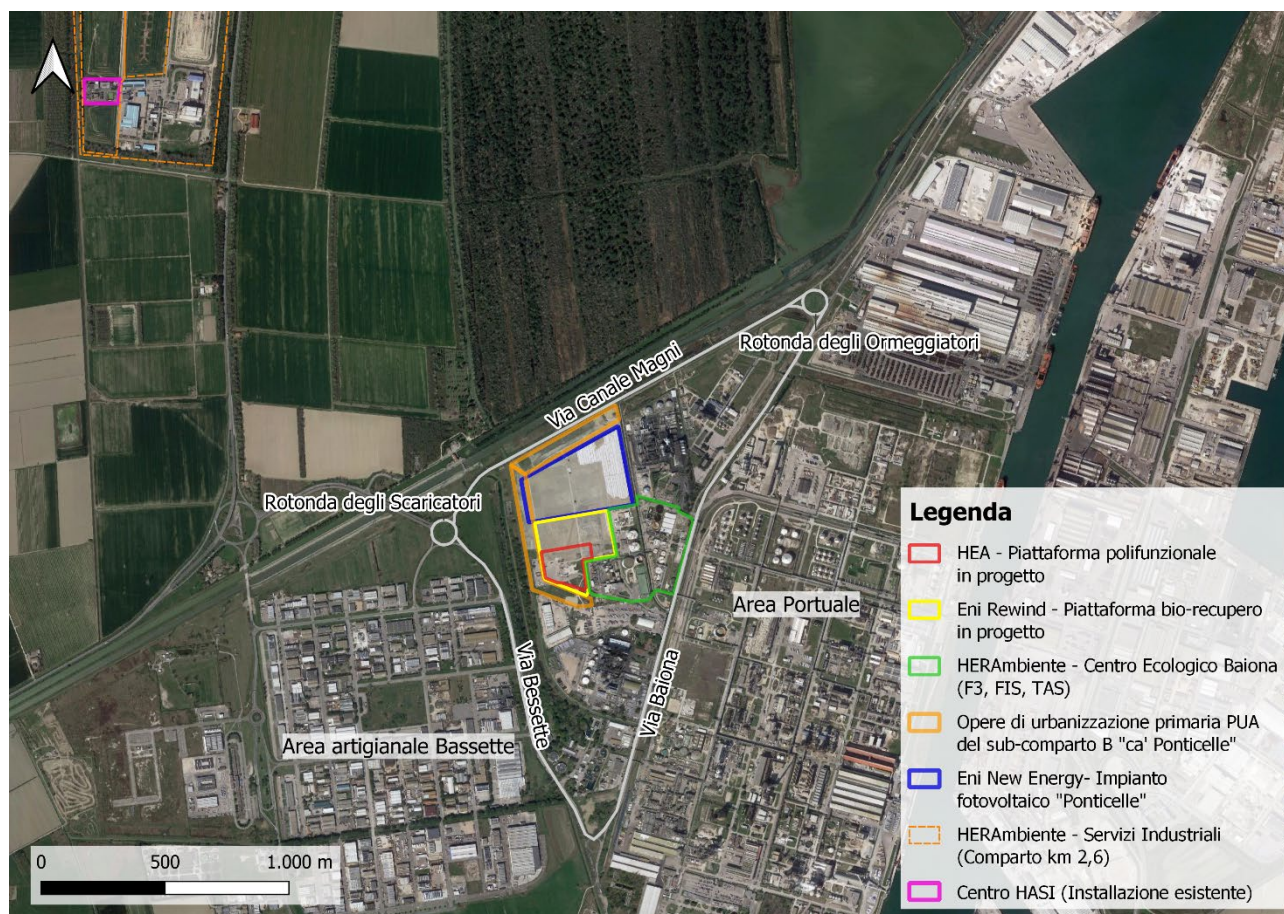 Via Canale Magni
Rotonda degli Ormeggiatori
Rotonda degli Scaricatori
Via Bessette
Via Baiona
Area Portuale
Area artigianale Bassette
0 500 1.000 m
Legenda
HEA - Piattaforma polifunzionale
in progetto
Eni Rewind - Piattaforma bio-recupero
in progetto
HERAmbiente - Centro Ecologico Baiona
(F3, FIS, TAS)
Opere di urbanizzazione primaria PUA
del sub-comparto B "ca' Ponticelle"
Eni New Energy- Impianto
fotovoltaico "Ponticelle"
HERAmbiente - Servizi Industriali
(Comparto km 2,6)
Centro HASI (Installazione esistente)